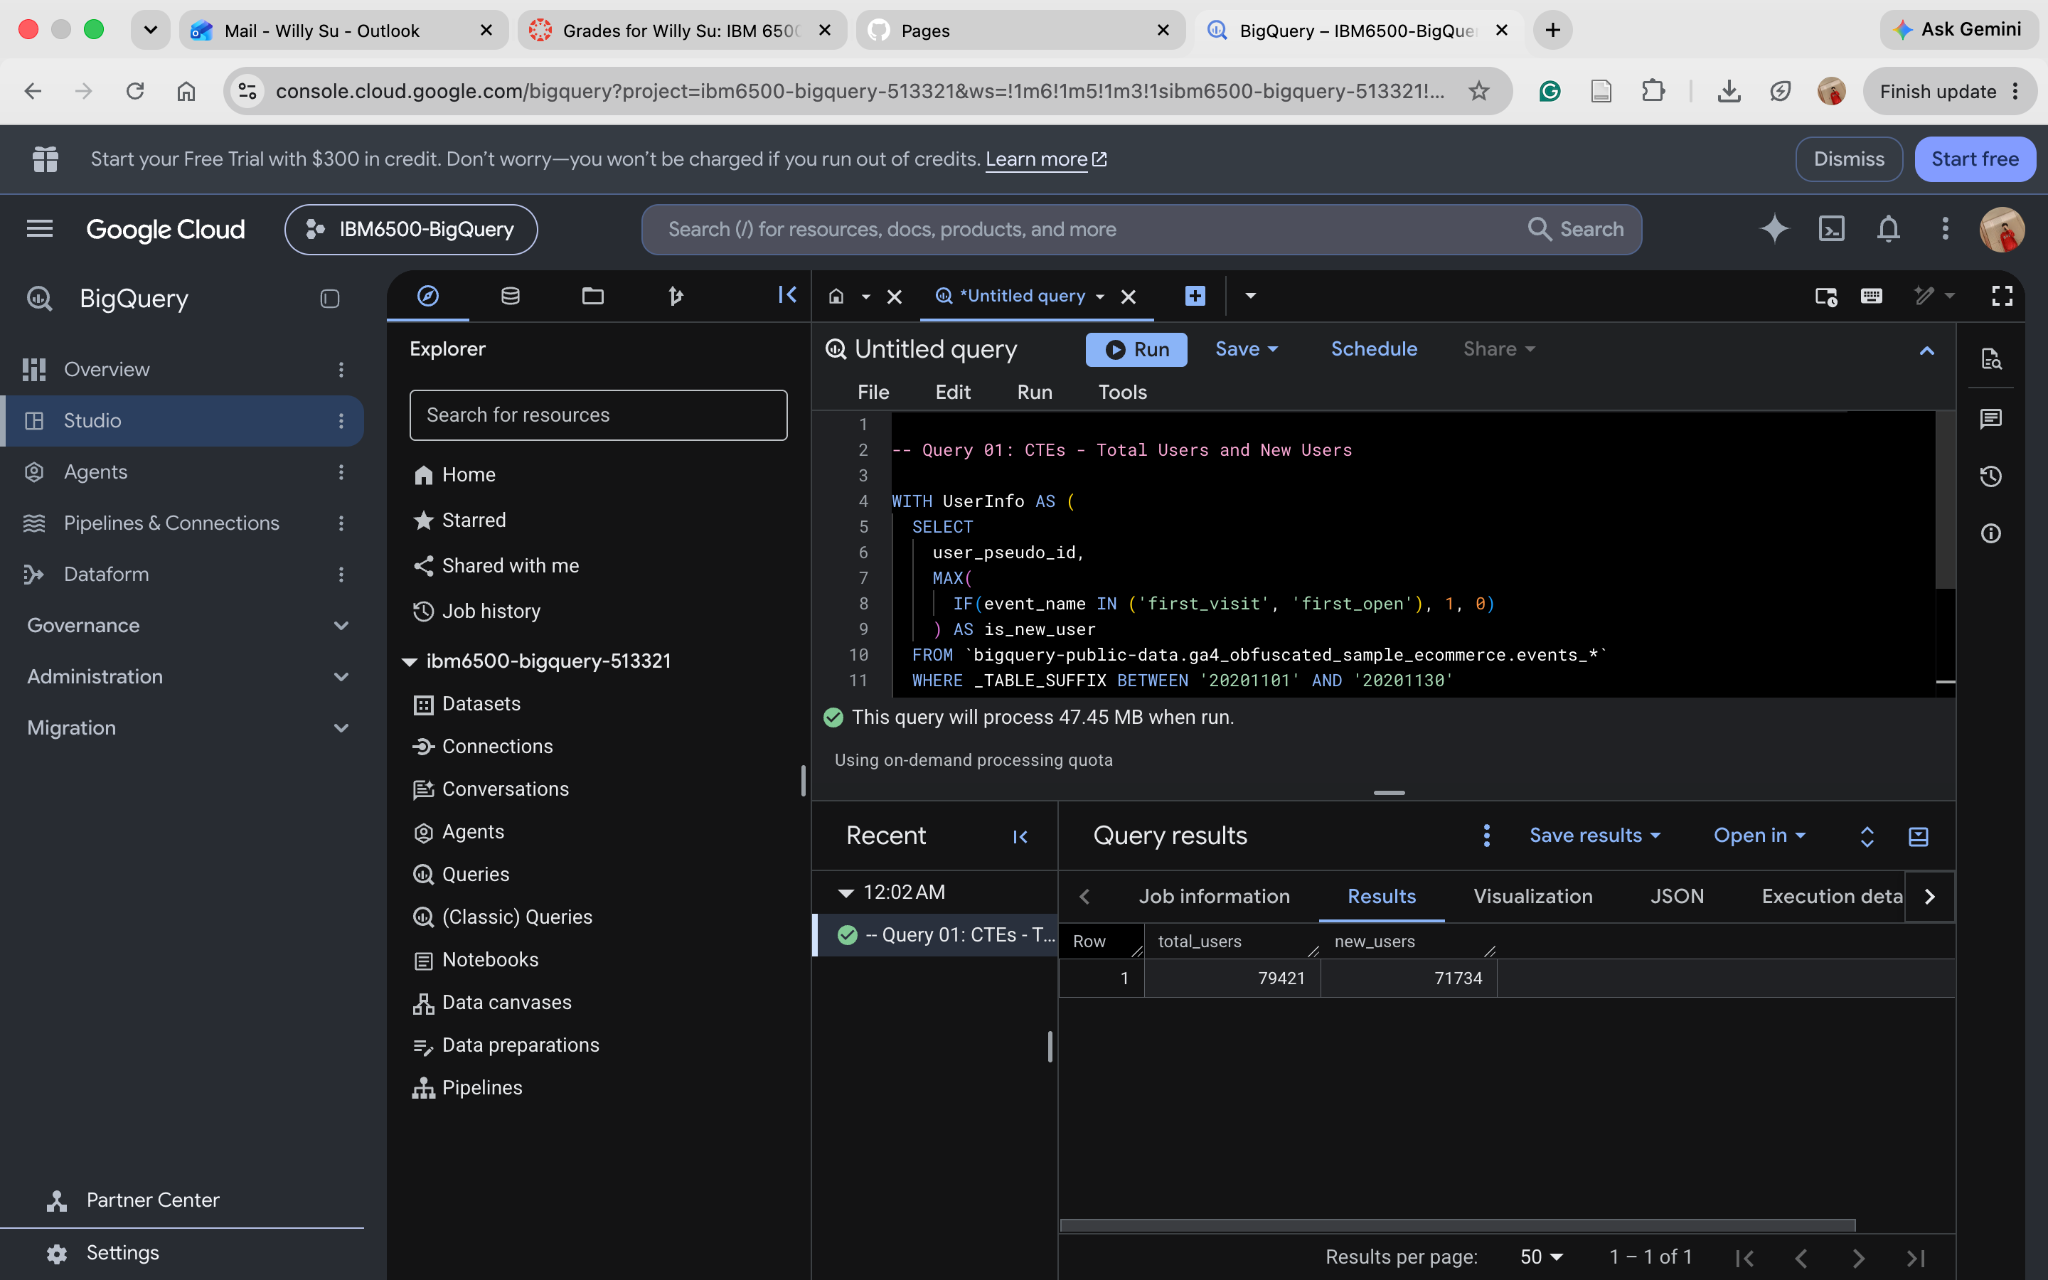 Mail - Willy Su - Outlook
Grades for Willy Su: IBM 650
Pages
BigQuery – IBM6500-BigQue
Ask Gemini
console.cloud.google.com/bigquery?project=ibm6500-bigquery-513321&ws=!1m6!1m5!1m3!1sibm6500-bigquery-513321!...
Finish update
Start your Free Trial with $300 in credit. Don't worry—you won't be charged if you run out of credits. Learn more
Dismiss
Start free
Google Cloud
IBM6500-BigQuery
Search (/) for resources, docs, products, and more
Search
BigQuery
Overview
Studio
Agents
Pipelines & Connections
Dataform
Governance
Administration
Migration
Partner Center
Settings
Explorer
Search for resources
Home
Starred
Shared with me
Job history
ibm6500-bigquery-513321
Datasets
Connections
Conversations
Agents
Queries
(Classic) Queries
Notebooks
Data canvases
Data preparations
Pipelines
*Untitled query
Untitled query
Run
Save
Schedule
Share
File
Edit
Run
Tools
1
2 -- Query 01: CTEs - Total Users and New Users
3
4 WITH UserInfo AS (
5 SELECT
6 user_pseudo_id,
7 MAX(
8 IF(event_name IN ('first_visit', 'first_open'), 1, 0)
9 ) AS is_new_user
10 FROM `bigquery-public-data.ga4_obfuscated_sample_ecommerce.events_*`
11 WHERE _TABLE_SUFFIX BETWEEN '20201101' AND '20201130'
This query will process 47.45 MB when run.
Using on-demand processing quota
Recent
12:02 AM
-- Query 01: CTEs - T...
Query results
Save results
Open in
Job information
Results
Visualization
JSON
Execution deta
Row total_users new_users
1 79421 71734
Results per page: 50 1 – 1 of 1